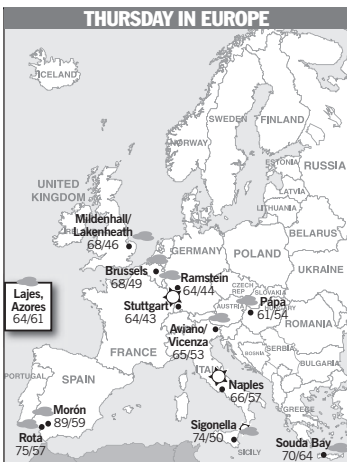 THURSDAY IN EUROPE
ICELAND
SWEDEN
FINLAND
NORWAY
ESTONIA
RUSSIA
LATVIA
LITHUANIA
UNITED
KINGDOM
BELARUS
Mildenhall/
Lakenheath
68/46
GERMANY
POLAND
UKRAINE
Brussels
68/49
Ramstein
64/44
CZECH
REP.
SLOVAKIA
Lajes,
Azores
64/61
Stuttgart
64/43
AUSTRIA
Pápa
61/54
Aviano/
Vicenza
65/53
ROMANIA
FRANCE
BOSNIA
SERBIA
BULGARIA
ITALY
PORTUGAL
SPAIN
Naples
66/57
Morón
89/59
GREECE
Rota
75/57
Sigonella
74/50
SICILY
Souda Bay
70/64